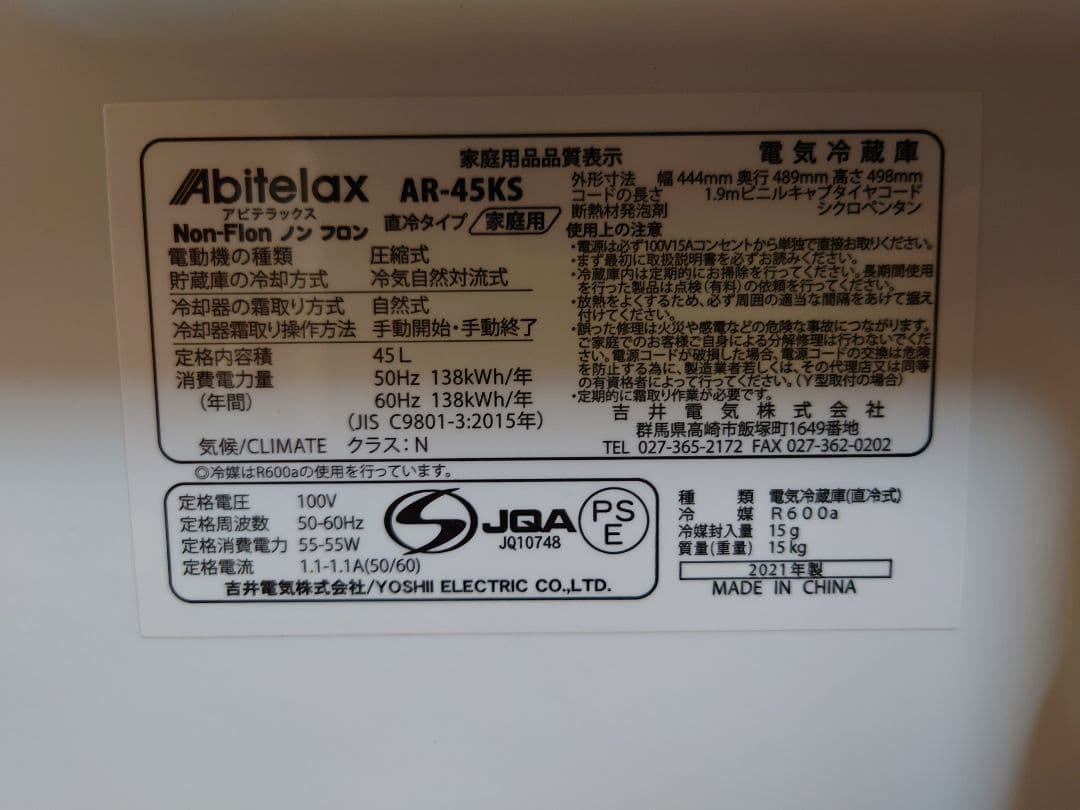 家庭用品品質表示
電気冷蔵庫
Abitelax AR-45KS
アビテラックス
Non-Flon ノンフロン 直冷タイプ 家庭用
電動機の種類 圧縮式
貯蔵庫の冷却方式 冷気自然対流式
冷却器の霜取り方式 自然式
冷却器霜取り操作方法 手動開始・手動終了
定格内容積 45L
消費電力量 50Hz 138kWh/年
(年間) 60Hz 138kWh/年
(JIS C9801-3:2015年)
気候/CLIMATE クラス:N
外形寸法 幅 444mm 奥行 489mm 高さ 498mm
コードの長さ 1.9mビニルキャブタイヤコード
断熱材発泡剤 シクロペンタン
使用上の注意
・電源は必ず100V15Aコンセントから単独で直接お取りください。
・まず最初に取扱説明書を必ずお読みください。
・冷蔵庫内は定期的にお掃除を行ってください。長期間使用
を行った製品は点検(有料)の依頼を行ってください。
・放熱をよくするため、必ず周囲の適当な間隔をあけて据え
付けてください。
・誤った修理は火災や感電などの危険な事故につながります。
ご家庭でのお客様ご自身による分解修理は行わないでくだ
さい。電源コードが破損した場合、電源コードの交換は危険
を防止する為に、製造業者若しくは、その代理店又は同等
の有資格者によって行ってください。(Y型取付の場合)
・定期的に霜取り作業が必要です。
吉井電気株式会社
群馬県高崎市飯塚町1649番地
TEL 027-365-2172 FAX 027-362-0202
◎冷媒はR600aの使用を行っています。
定格電圧 100V
定格周波数 50-60Hz
定格消費電力 55-55W
定格電流 1.1-1.1A(50/60)
JQA
JQ10748
PS
E
吉井電気株式会社/YOSHII ELECTRIC CO.,LTD.
種類 電気冷蔵庫(直冷式)
冷媒 R600a
冷媒封入量 15g
質量(重量) 15kg
2021年製
MADE IN CHINA